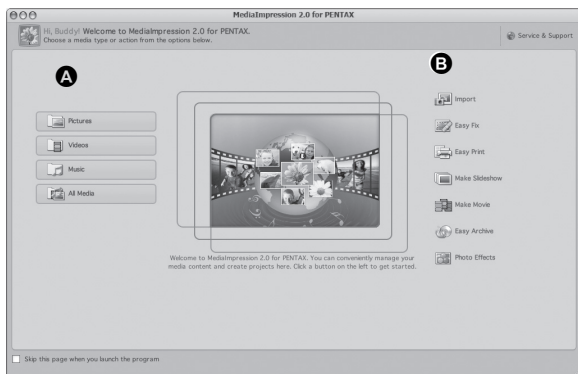 MediaImpression 2.0 for PENTAX
Hi, Buddy! Welcome to MediaImpression 2.0 for PENTAX.
Choose a media type or action from the options below.
Service & Support
A
B
Pictures
Videos
Music
All Media
Import
Easy Fix
Easy Print
Make Slideshow
Make Movie
Easy Archive
Photo Effects
Welcome to MediaImpression 2.0 for PENTAX. You can conveniently manage your
media content and create projects here. Click a button on the left to get started.
Skip this page when you launch the program